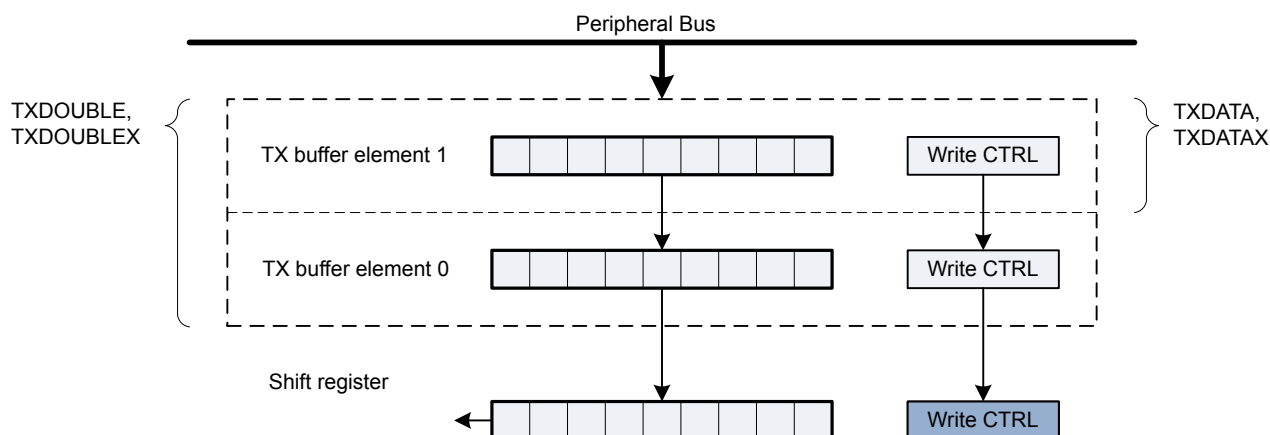 Peripheral Bus
TXDOUBLE,
TXDOUBLEX
TXDATA,
TXDATAX
TX buffer element 1
Write CTRL
TX buffer element 0
Write CTRL
Shift register
Write CTRL